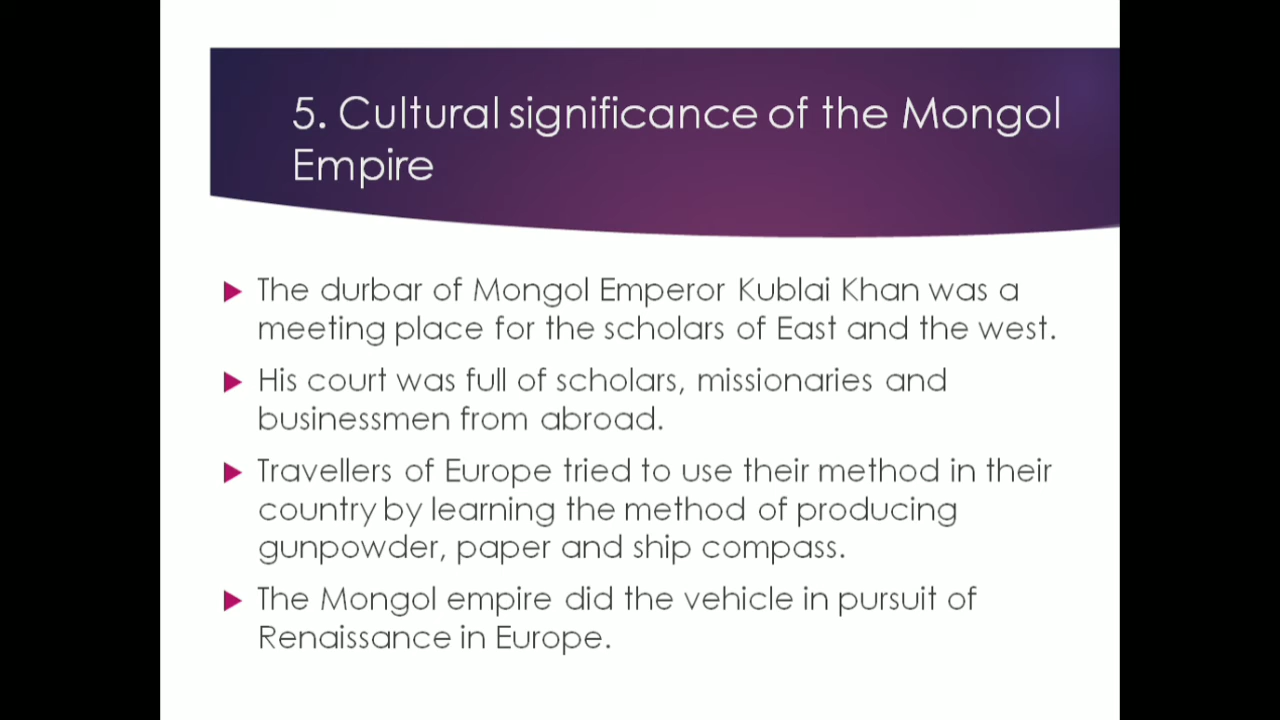 5. Cultural significance of the Mongol
Empire
The durbar of Mongol Emperor Kublai Khan was a
meeting place for the scholars of East and the west.
His court was full of scholars, missionaries and
businessmen from abroad.
Travellers of Europe tried to use their method in their
country by learning the method of producing
gunpowder, paper and ship compass.
The Mongol empire did the vehicle in pursuit of
Renaissance in Europe.